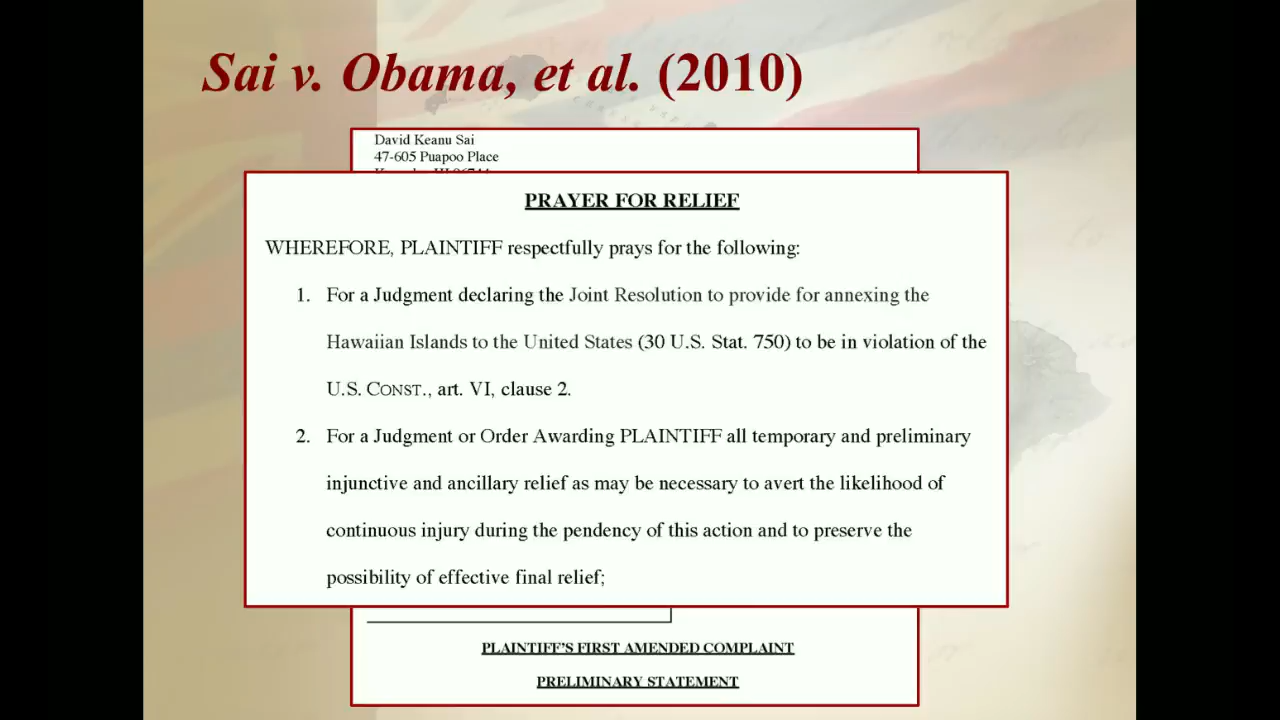 Sai v. Obama, et al. (2010)
David Keanu Sai
47-605 Puapoo Place
PRAYER FOR RELIEF
WHEREFORE, PLAINTIFF respectfully prays for the following:
1. For a Judgment declaring the Joint Resolution to provide for annexing the
Hawaiian Islands to the United States (30 U.S. Stat. 750) to be in violation of the
U.S. CONST., art. VI, clause 2.
2. For a Judgment or Order Awarding PLAINTIFF all temporary and preliminary
injunctive and ancillary relief as may be necessary to avert the likelihood of
continuous injury during the pendency of this action and to preserve the
possibility of effective final relief;
PLAINTIFF'S FIRST AMENDED COMPLAINT
PRELIMINARY STATEMENT